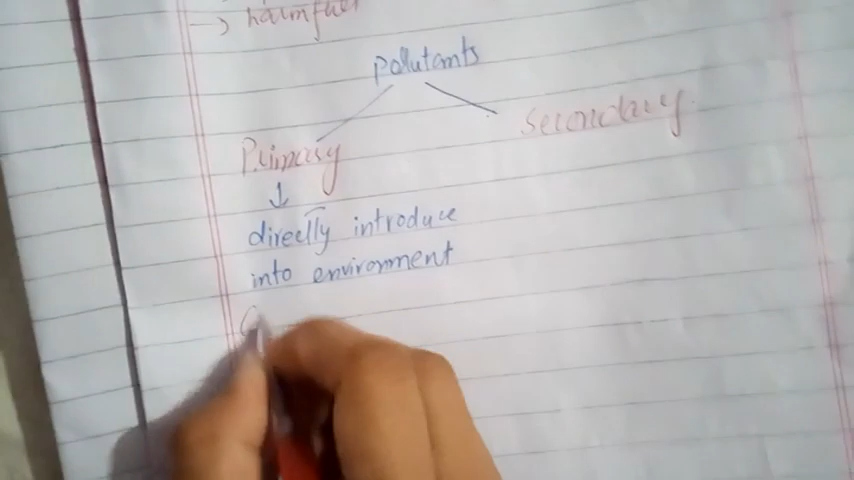 → harmful
Pollutants
Primary
Secondary
↓
directly introduce
into environment